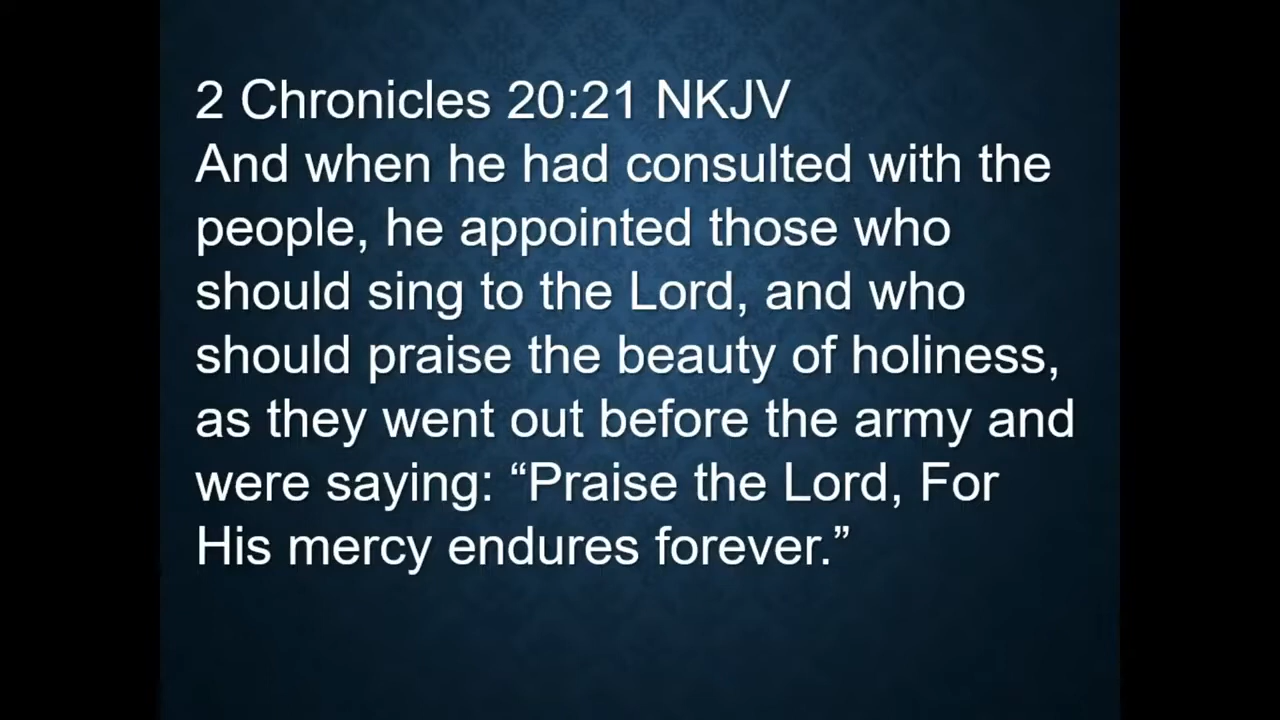 2 Chronicles 20:21 NKJV
And when he had consulted with the
people, he appointed those who
should sing to the Lord, and who
should praise the beauty of holiness,
as they went out before the army and
were saying: “Praise the Lord, For
His mercy endures forever.”